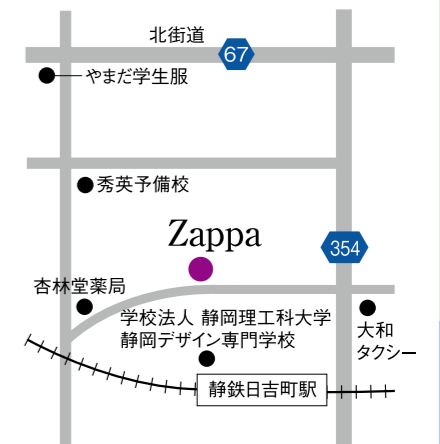 北街道
67
やまだ学生服
秀英予備校
Zappa
354
杏林堂薬局
学校法人 静岡理工科大学
静岡デザイン専門学校
大和
タクシー
静鉄日吉町駅